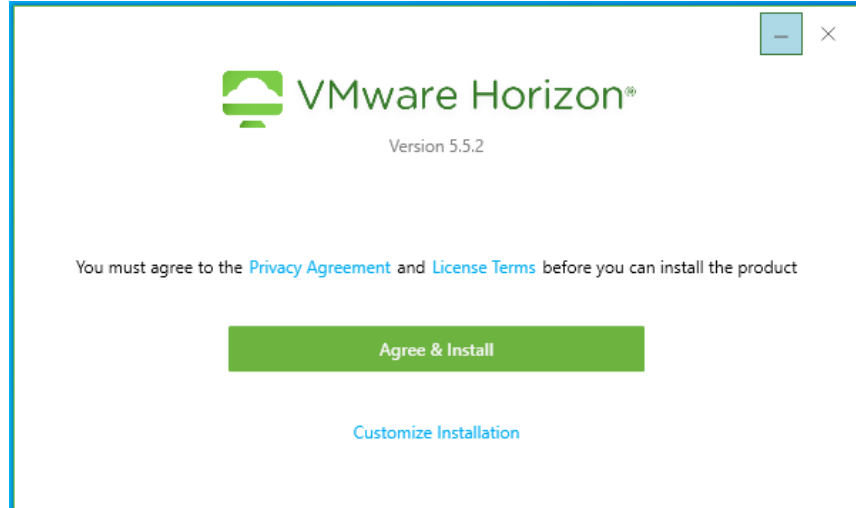 VMware Horizon®
Version 5.5.2
You must agree to the Privacy Agreement and License Terms before you can install the product
Agree & Install
Customize Installation